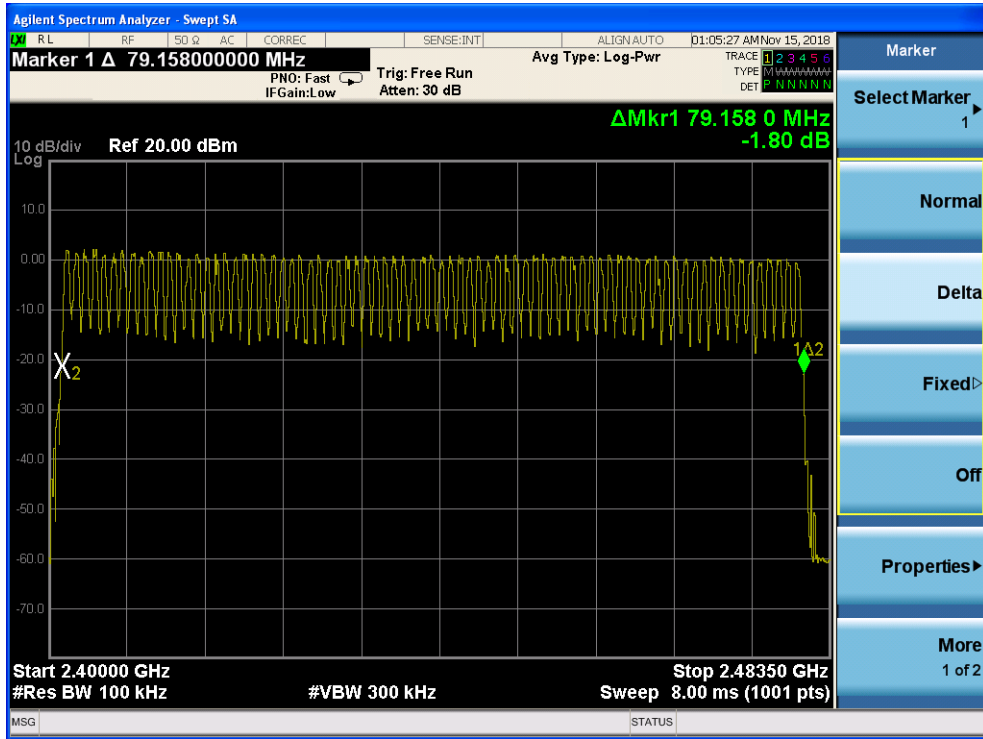 Agilent Spectrum Analyzer - Swept SA
LXI RL RF 50 Ω AC CORREC SENSE:INT ALIGNAUTO 01:05:27 AM Nov 15, 2018
Marker 1 Δ 79.158000000 MHz
PNO: Fast
IFGain:Low
Trig: Free Run
Atten: 30 dB
Avg Type: Log-Pwr
TRACE 1 2 3 4 5 6
TYPE M
DET P N N N N N
ΔMkr1 79.158 0 MHz
-1.80 dB
10 dB/div Ref 20.00 dBm
Log
10.0
0.00
-10.0
-20.0
-30.0
-40.0
-50.0
-60.0
-70.0
X2
1Δ2
Start 2.40000 GHz Stop 2.48350 GHz
#Res BW 100 kHz #VBW 300 kHz Sweep 8.00 ms (1001 pts)
MSG STATUS
Marker
Select Marker
1
Normal
Delta
Fixed
Off
Properties
More
1 of 2